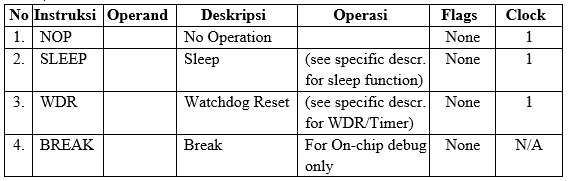 No Instruksi Operand Deskripsi Operasi Flags Clock
1. NOP No Operation None 1
2. SLEEP Sleep (see specific descr. None 1
for sleep function)
3. WDR Watchdog Reset (see specific descr. None 1
for WDR/Timer)
4. BREAK Break For On-chip debug None N/A
only